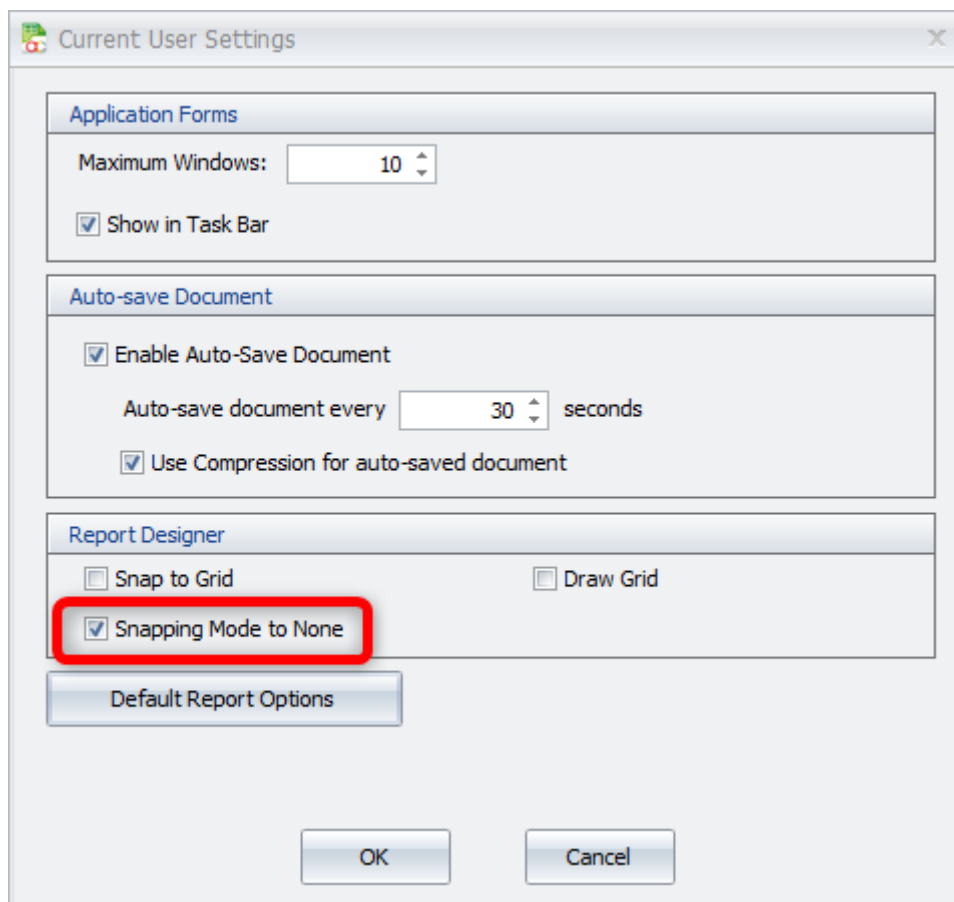 Current User Settings
Application Forms
Maximum Windows: 10
Show in Task Bar
Auto-save Document
Enable Auto-Save Document
Auto-save document every 30 seconds
Use Compression for auto-saved document
Report Designer
Snap to Grid Draw Grid
Snapping Mode to None
Default Report Options
OK Cancel